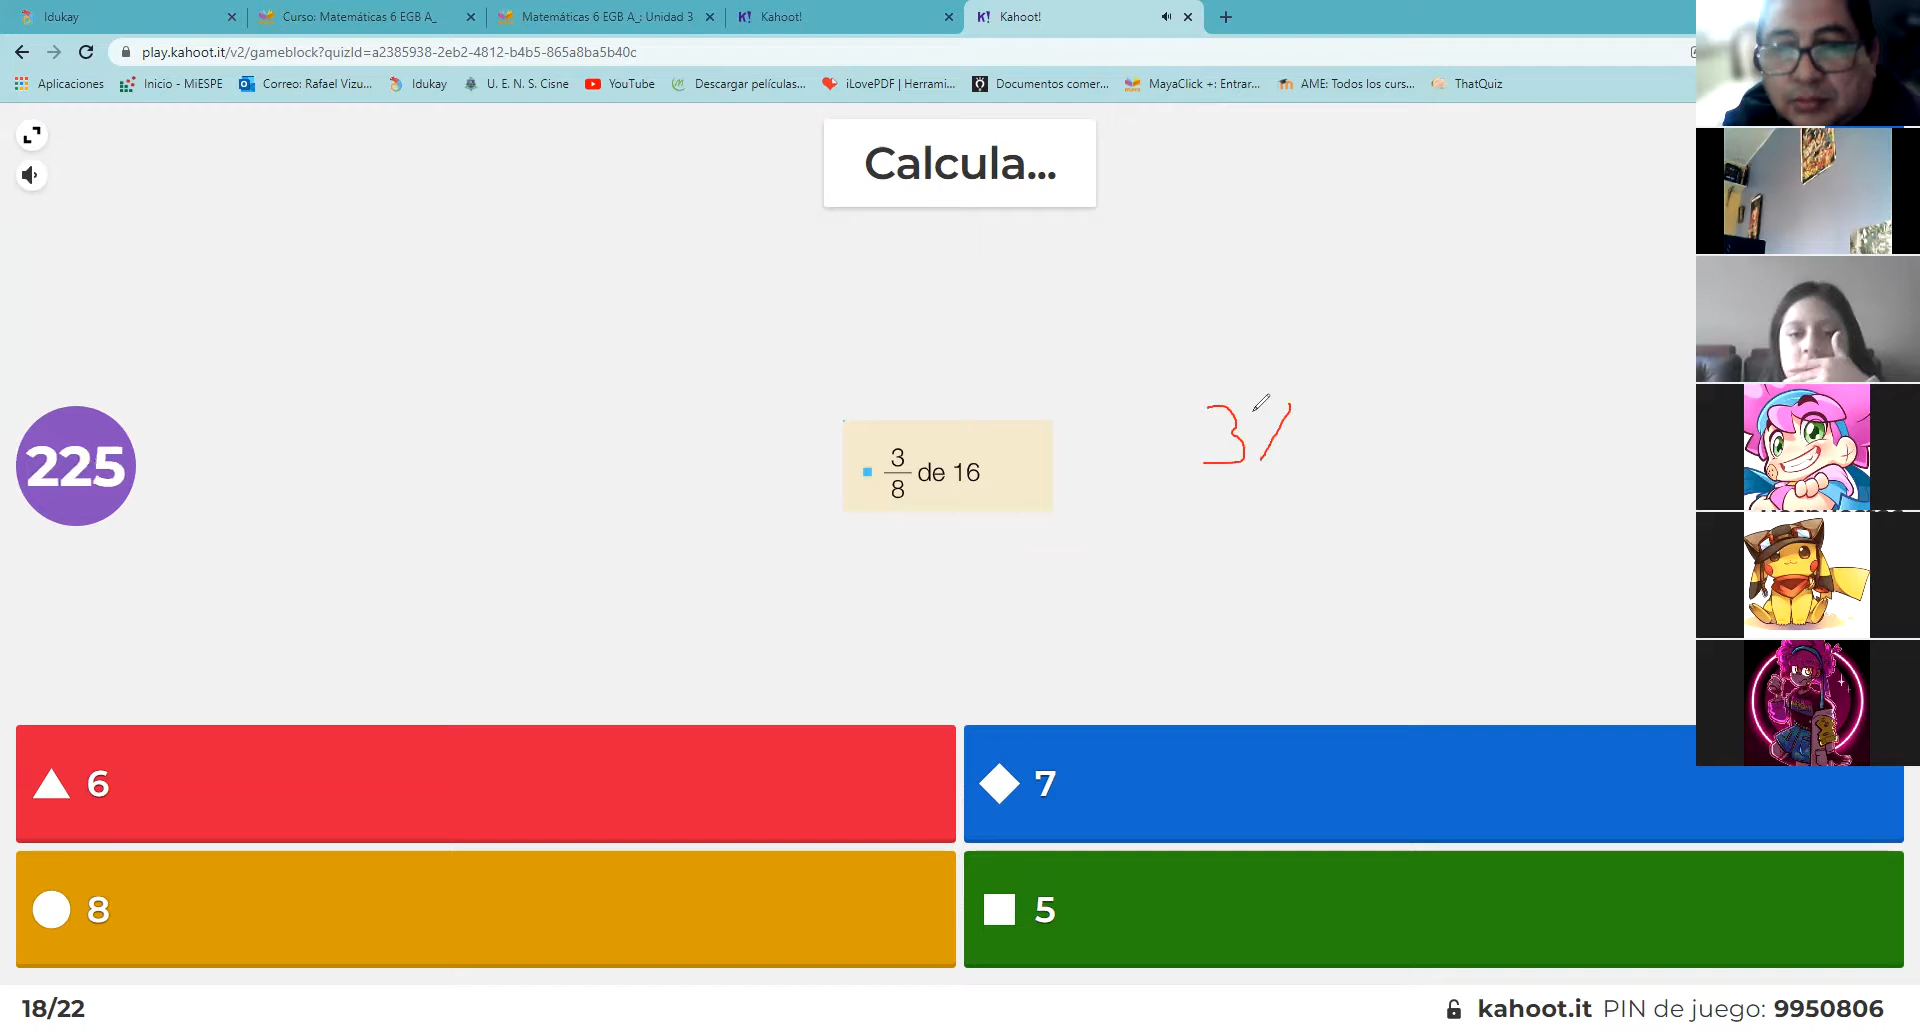 Idukay
Curso: Matemáticas 6 EGB A_
Matemáticas 6 EGB A_: Unidad 3
K! Kahoot!
K! Kahoot!
play.kahoot.it/v2/gameblock?quizId=a2385938-2eb2-4812-b4b5-865a8ba5b40c
Aplicaciones
Inicio - MiESPE
Correo: Rafael Vizu...
Idukay
U. E. N. S. Cisne
YouTube
Descargar películas...
iLovePDF | Herrami...
Documentos comer...
MayaClick +: Entrar...
AME: Todos los curs...
ThatQuiz
Calcula...
225
3/8 de 16
3
6
7
8
5
18/22
kahoot.it PIN de juego: 9950806